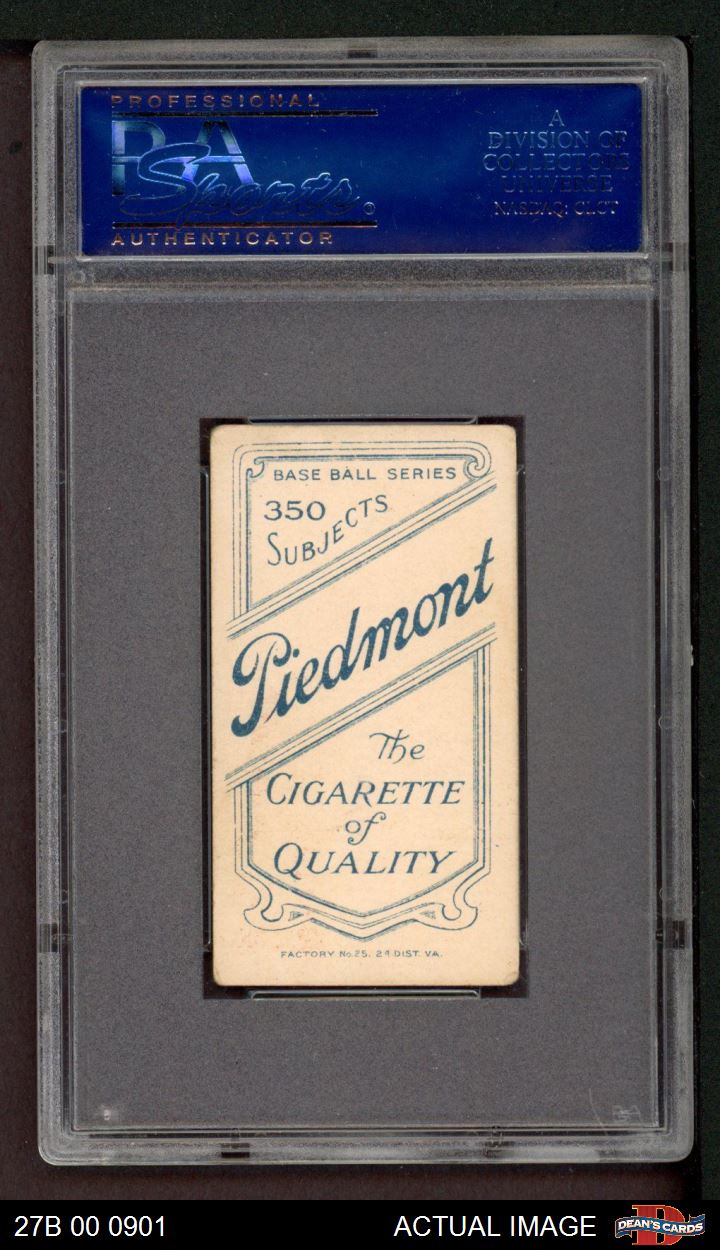 PROFESSIONAL
PSA
Sports
AUTHENTICATOR
A
DIVISION OF
COLLECTORS
UNIVERSE
NASDAQ: CLCT
BASE BALL SERIES
350
SUBJECTS
Piedmont
The
CIGARETTE
of
QUALITY
FACTORY No. 25, 2d DIST. VA.
27B 00 0901
ACTUAL IMAGE
DEAN'S CARDS